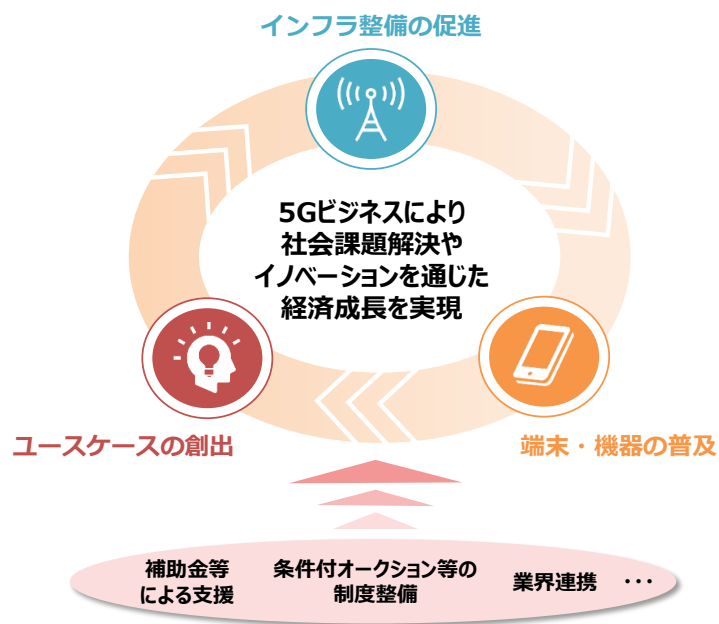 インフラ整備の促進
5Gビジネスにより
社会課題解決や
イノベーションを通じた
経済成長を実現
ユースケースの創出
端末・機器の普及
補助金等
による支援
条件付オークション等の
制度整備
業界連携
・・・